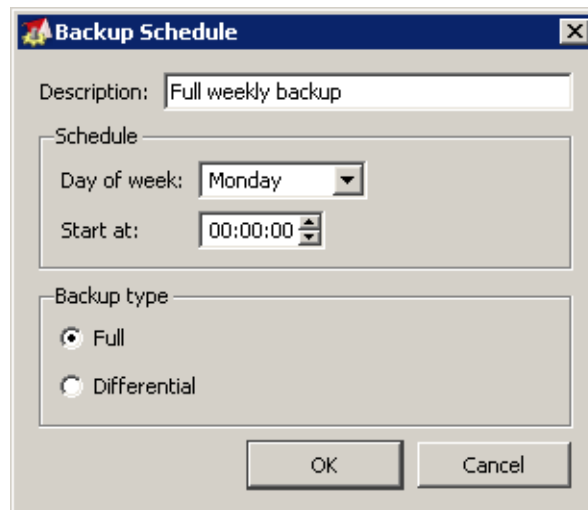 Backup Schedule
Description: Full weekly backup
Schedule
Day of week: Monday
Start at: 00:00:00
Backup type
Full
Differential
OK Cancel